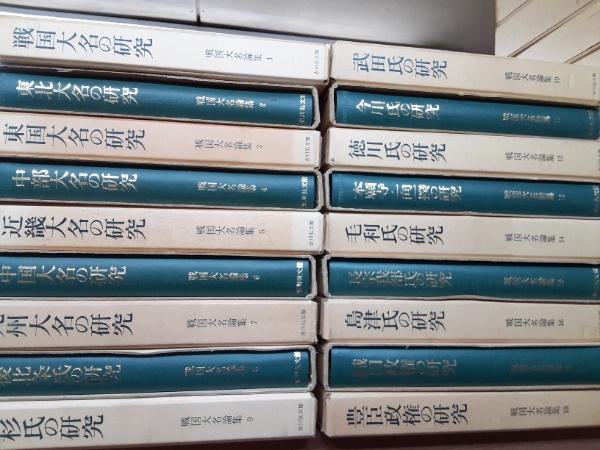 戦国大名の研究 戦国大名論集 1 吉川弘文館
東北大名の研究 戦国大名論集 2 吉川弘文館
東国大名の研究 戦国大名論集 3 吉川弘文館
中部大名の研究 戦国大名論集 4 吉川弘文館
近畿大名の研究 戦国大名論集 5 吉川弘文館
中国大名の研究 戦国大名論集 6 吉川弘文館
州大名の研究 戦国大名論集 7 吉川弘文館
後北条氏の研究 戦国大名論集 8 吉川弘文館
杉氏の研究 戦国大名論集 9 吉川弘文館
武田氏の研究 戦国大名論集 10
今川氏の研究 戦国大名論集 11
徳川氏の研究 戦国大名論集 12
本願寺・一向一揆の研究 戦国大名論集 13
毛利氏の研究 戦国大名論集 14
長宗我部氏の研究 戦国大名論集 15
島津氏の研究 戦国大名論集 16
織田政権の研究 戦国大名論集
豊臣政権の研究 戦国大名論集 18